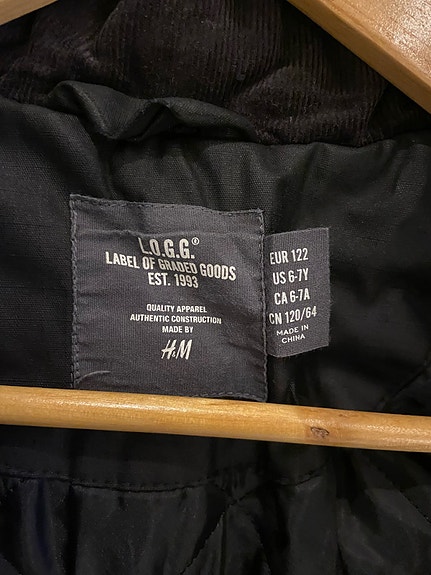 L.O.G.G.®
LABEL OF GRADED GOODS
EST. 1993
QUALITY APPAREL
AUTHENTIC CONSTRUCTION
MADE BY
H&M
EUR 122
US 6-7Y
CA 6-7A
CN 120/64
MADE IN
CHINA